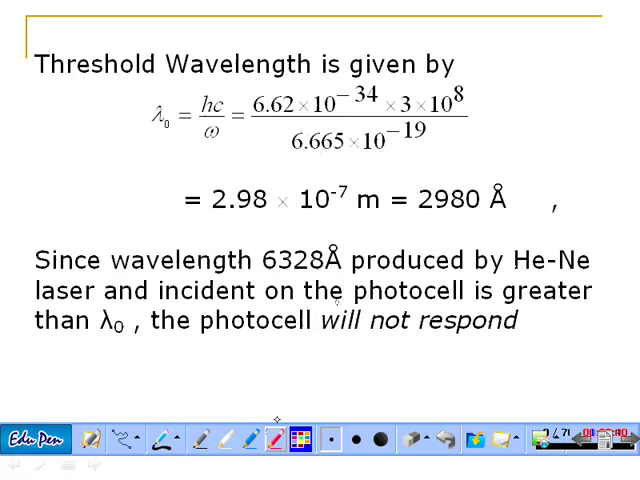 Threshold Wavelength is given by
λ₀ = hc/ω = 6.62 × 10⁻³⁴ × 3 × 10⁸ / 6.665 × 10⁻¹⁹
= 2.98 × 10⁻⁷ m = 2980 Å ,
Since wavelength 6328Å produced by He-Ne
laser and incident on the photocell is greater
than λ₀ , the photocell will not respond
Edu Pen